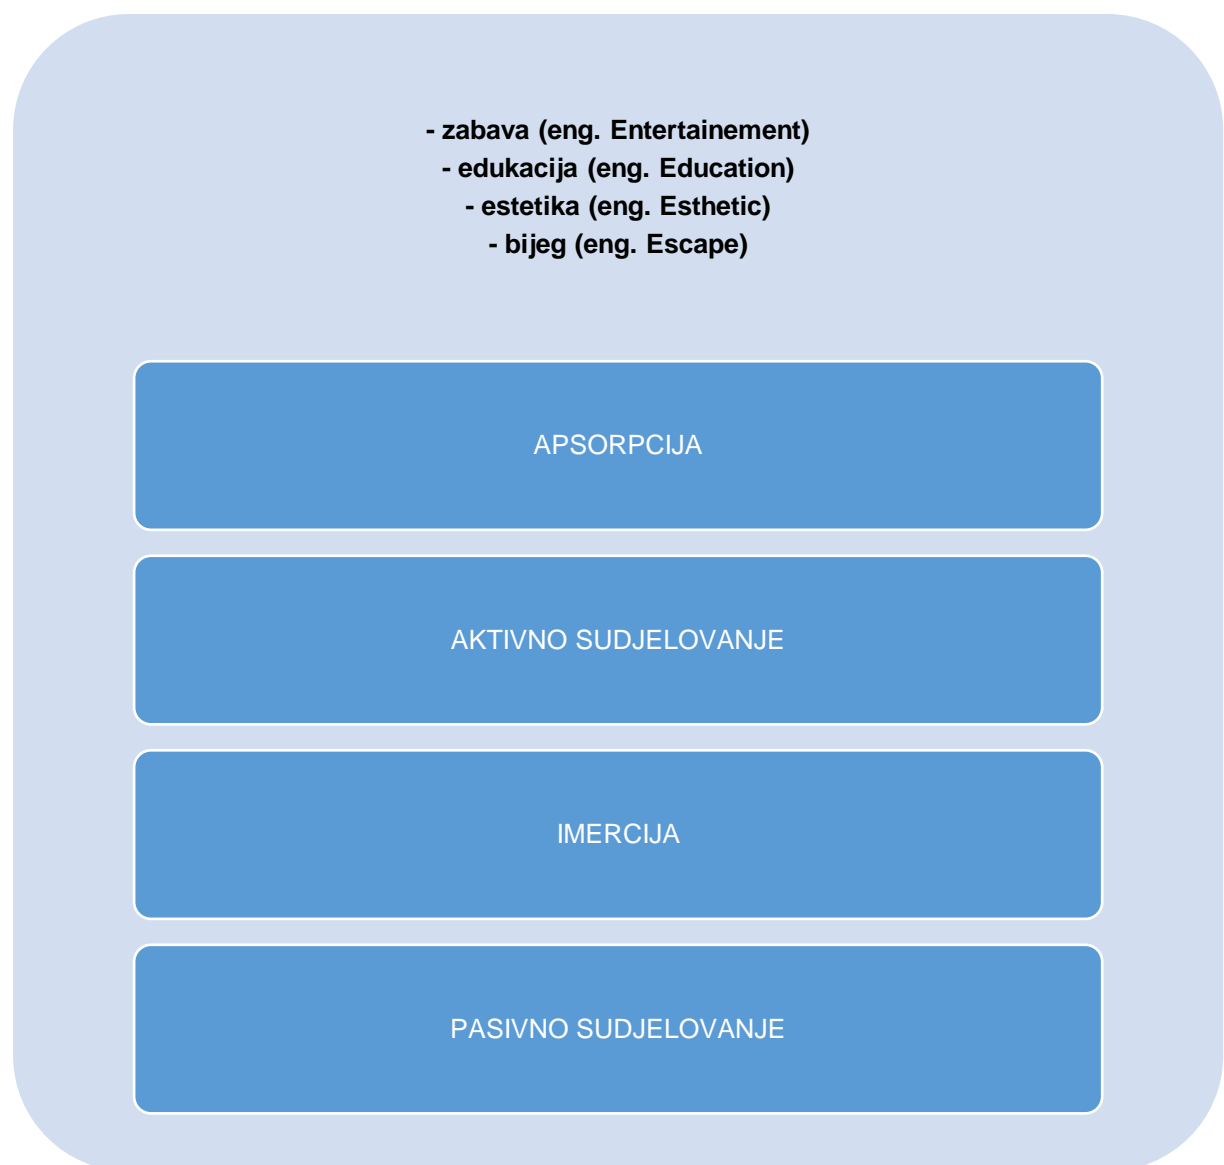 - zabava (eng. Entertainement)
- edukacija (eng. Education)
- estetika (eng. Esthetic)
- bijeg (eng. Escape)
APSORPCIJA
AKTIVNO SUDJELOVANJE
IMERCIJA
PASIVNO SUDJELOVANJE